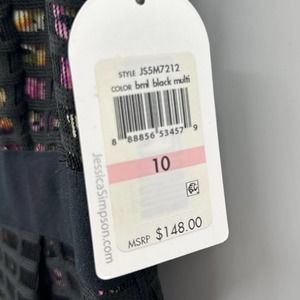 STYLE JS5M7212
COLOR bml black multi
8 88856 53457 9
10
MSRP $148.00
JessicaSimpson.com